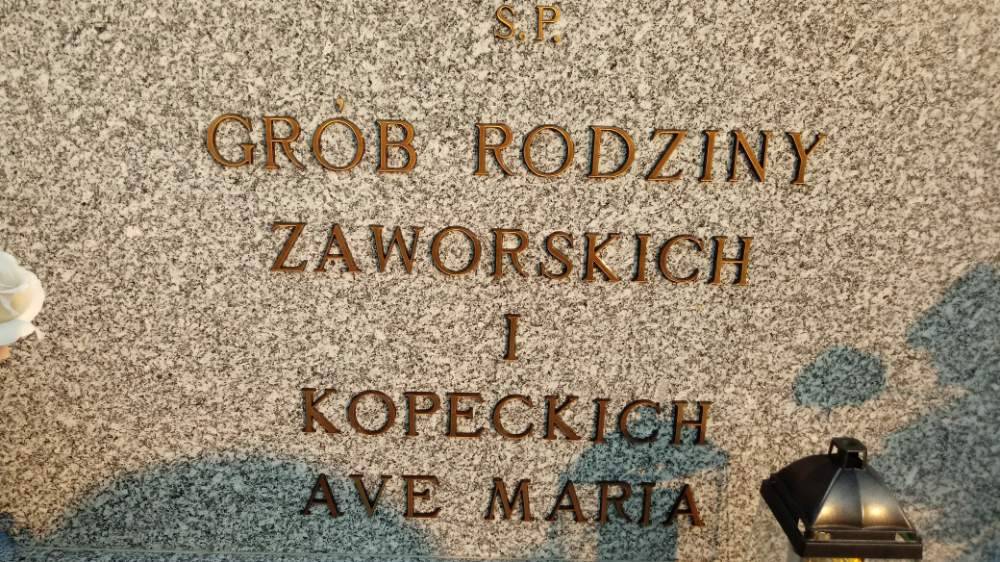 Ś.P.
GRÓB RODZINY
ZAWORSKICH
I
KOPECKICH
AVE MARIA